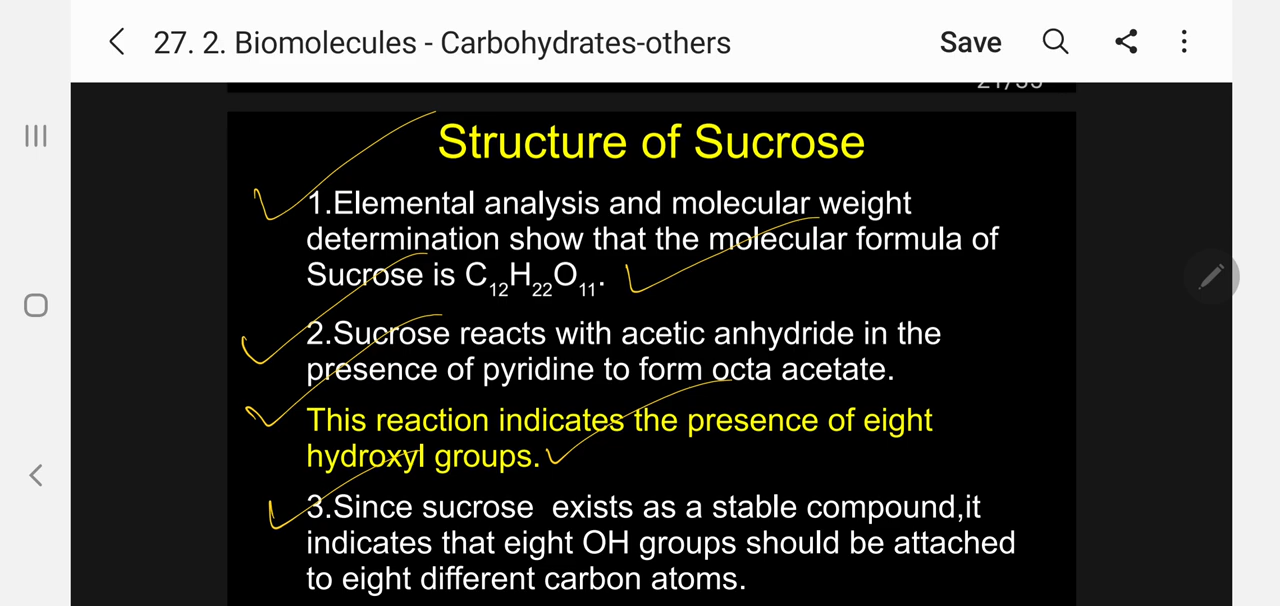 27. 2. Biomolecules - Carbohydrates-others
Save
Structure of Sucrose
1.Elemental analysis and molecular weight
determination show that the molecular formula of
Sucrose is C₁₂H₂₂O₁₁.
2.Sucrose reacts with acetic anhydride in the
presence of pyridine to form octa acetate.
This reaction indicates the presence of eight
hydroxyl groups.
3.Since sucrose exists as a stable compound,it
indicates that eight OH groups should be attached
to eight different carbon atoms.